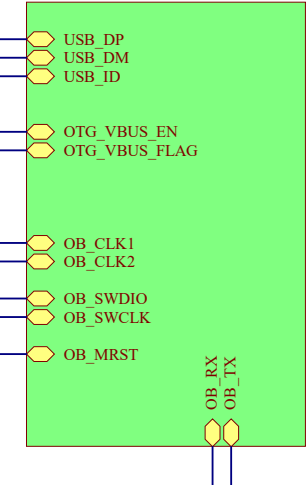 USB_DP
USB_DM
USB_ID
OTG_VBUS_EN
OTG_VBUS_FLAG
OB_CLK1
OB_CLK2
OB_SWDIO
OB_SWCLK
OB_MRST
OB_RX
OB_TX